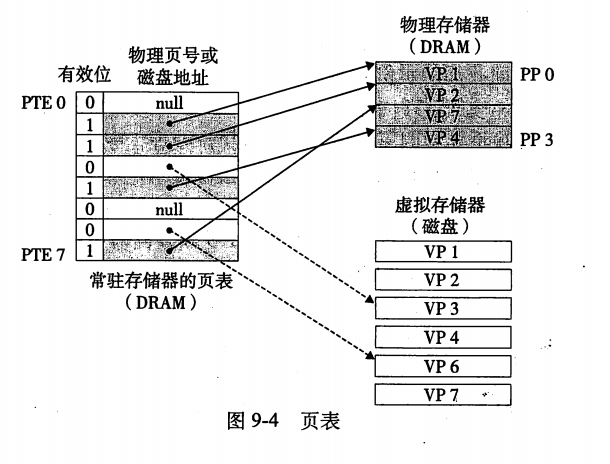 物理页号或
磁盘地址
有效位
PTE 0
0
null
1
1
0
1
0
null
0
PTE 7
1
常驻存储器的页表
（DRAM）
物理存储器
（DRAM）
VP 1
PP 0
VP 2
VP 7
VP 4
PP 3
虚拟存储器
（磁盘）
VP 1
VP 2
VP 3
VP 4
VP 6
VP 7
图 9-4 页表